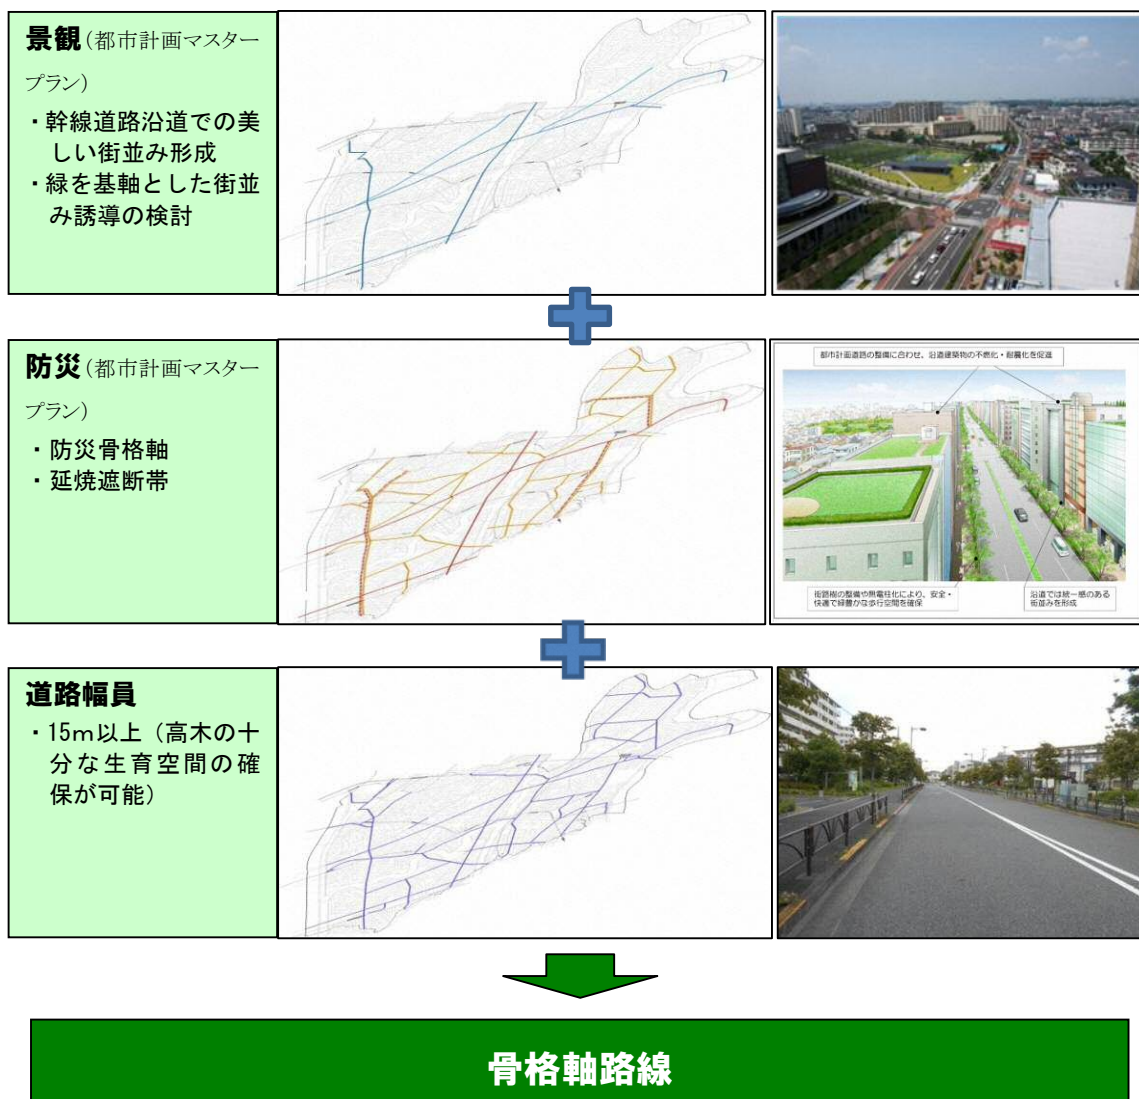 景観(都市計画マスター
プラン)
・幹線道路沿道での美
しい街並み形成
・緑を基軸とした街並
み誘導の検討
防災(都市計画マスター
プラン)
・防災骨格軸
・延焼遮断帯
都市計画道路の整備に合わせ、沿道建築物の不燃化・耐震化を促進
街路樹の整備や無電柱化により、安全・
快適で緑豊かな歩行空間を確保
沿道では統一感のある
街並みを形成
道路幅員
・15m以上（高木の十
分な生育空間の確
保が可能）
骨格軸路線